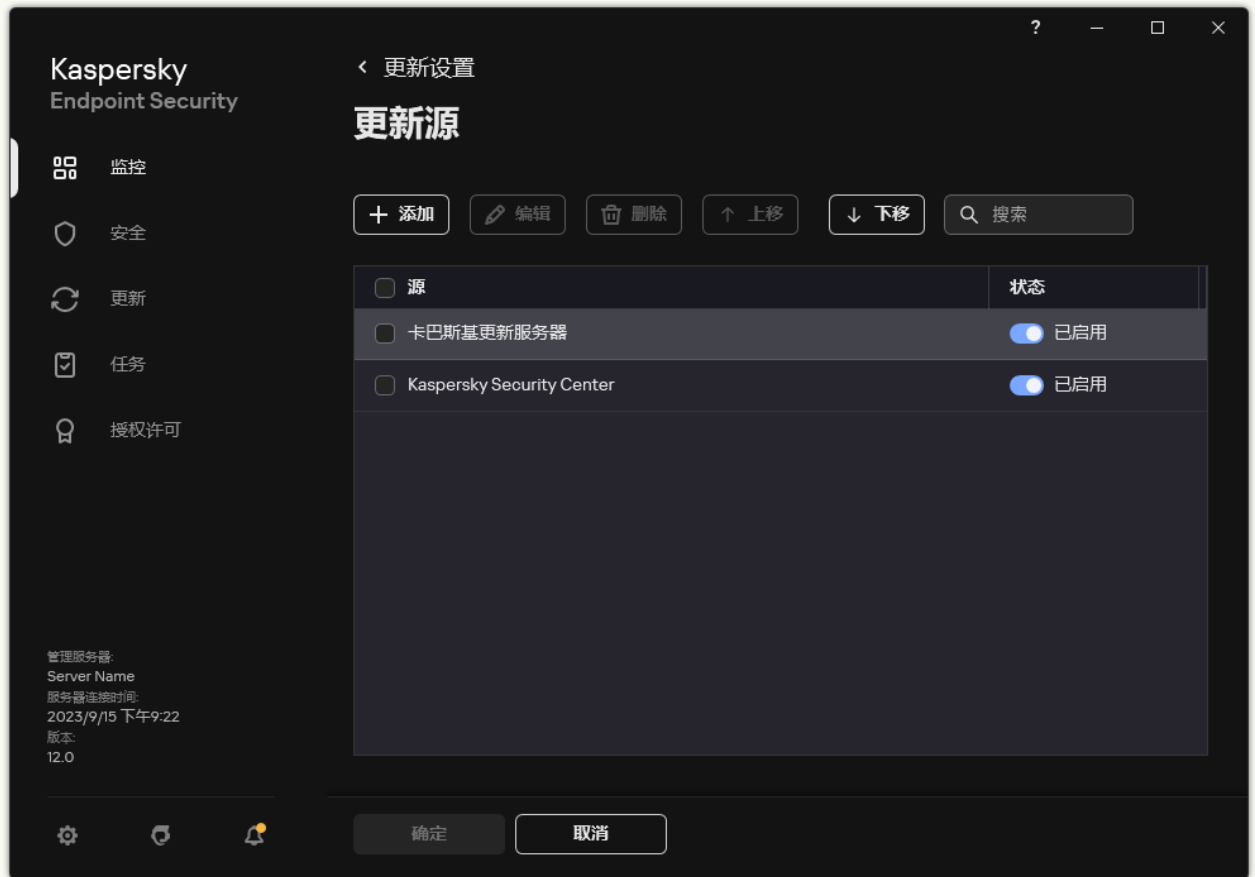 ?
Kaspersky
Endpoint Security
监控
安全
更新
任务
授权许可
管理服务器:
Server Name
服务器连接时间:
2023/9/15 下午9:22
版本:
12.0
更新设置
更新源
添加 编辑 删除 上移 下移 搜索
源 状态
卡巴斯基更新服务器 已启用
Kaspersky Security Center 已启用
确定 取消